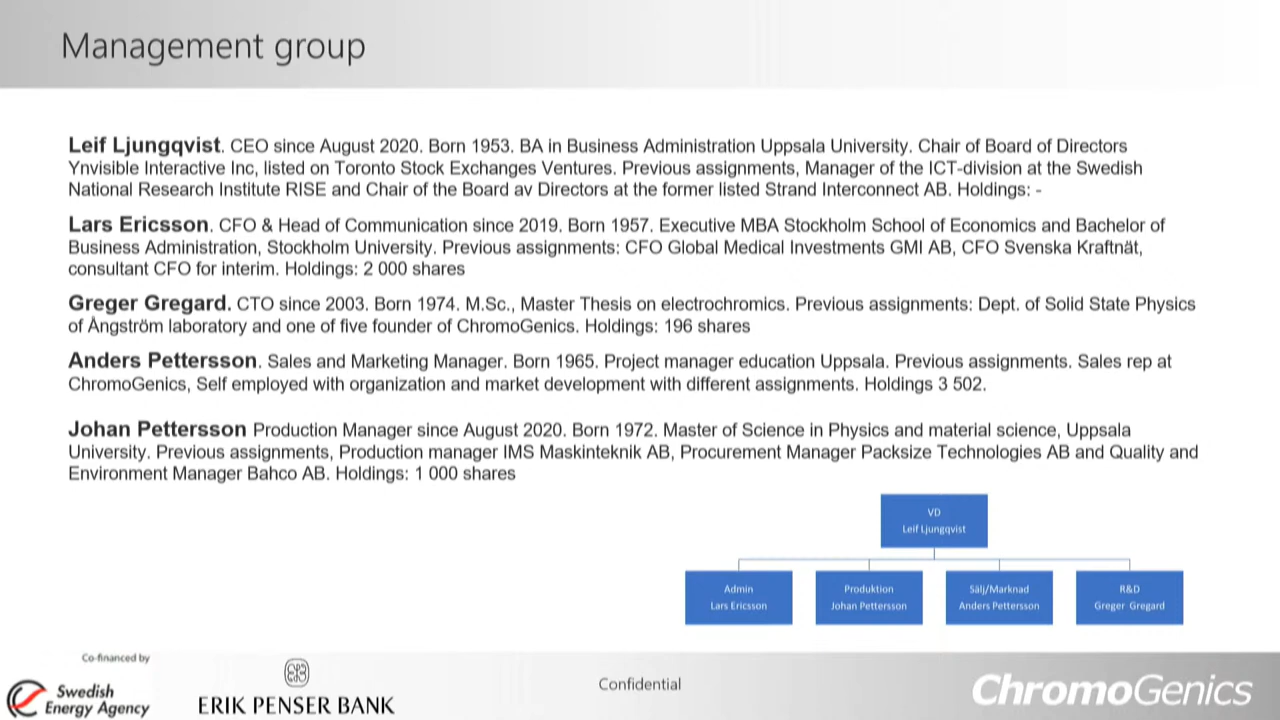 Management group
Leif Ljungqvist. CEO since August 2020. Born 1953. BA in Business Administration Uppsala University. Chair of Board of Directors
Ynvisible Interactive Inc, listed on Toronto Stock Exchanges Ventures. Previous assignments, Manager of the ICT-division at the Swedish
National Research Institute RISE and Chair of the Board av Directors at the former listed Strand Interconnect AB. Holdings: -
Lars Ericsson. CFO & Head of Communication since 2019. Born 1957. Executive MBA Stockholm School of Economics and Bachelor of
Business Administration, Stockholm University. Previous assignments: CFO Global Medical Investments GMI AB, CFO Svenska Kraftnät,
consultant CFO for interim. Holdings: 2 000 shares
Greger Gregard. CTO since 2003. Born 1974. M.Sc., Master Thesis on electrochromics. Previous assignments: Dept. of Solid State Physics
of Ångström laboratory and one of five founder of ChromoGenics. Holdings: 196 shares
Anders Pettersson. Sales and Marketing Manager. Born 1965. Project manager education Uppsala. Previous assignments. Sales rep at
ChromoGenics, Self employed with organization and market development with different assignments. Holdings 3 502.
Johan Pettersson Production Manager since August 2020. Born 1972. Master of Science in Physics and material science, Uppsala
University. Previous assignments, Production manager IMS Maskinteknik AB, Procurement Manager Packsize Technologies AB and Quality and
Environment Manager Bahco AB. Holdings: 1 000 shares
VD
Leif Ljungqvist
Admin
Lars Ericsson
Produktion
Johan Pettersson
Sälj/Marknad
Anders Pettersson
R&D
Greger Gregard
Co-financed by
Swedish
Energy Agency
ERIK PENSER BANK
Confidential
ChromoGenics